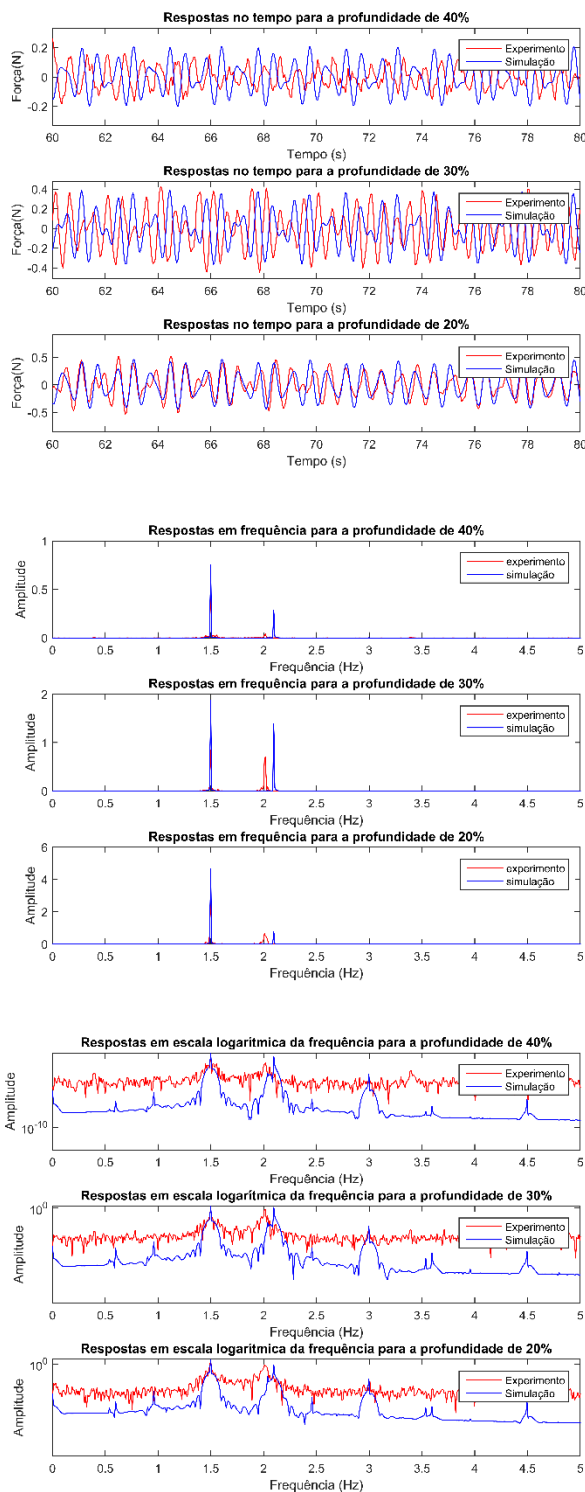 Respostas no tempo para a profundidade de 40%
Força(N)
0.2
0
-0.2
Experimento
Simulação
60 62 64 66 68 70 72 74 76 78 80
Tempo (s)
Respostas no tempo para a profundidade de 30%
Força(N)
0.4
0.2
0
-0.2
-0.4
Experimento
Simulação
60 62 64 66 68 70 72 74 76 78 80
Tempo (s)
Respostas no tempo para a profundidade de 20%
Força(N)
0.5
0
-0.5
Experimento
Simulação
60 62 64 66 68 70 72 74 76 78 80
Tempo (s)
Respostas em frequência para a profundidade de 40%
Amplitude
1
0.5
0
experimento
simulação
0 0.5 1 1.5 2 2.5 3 3.5 4 4.5 5
Frequência (Hz)
Respostas em frequência para a profundidade de 30%
Amplitude
2
1
0
experimento
simulação
0 0.5 1 1.5 2 2.5 3 3.5 4 4.5 5
Frequência (Hz)
Respostas em frequência para a profundidade de 20%
Amplitude
6
4
2
0
experimento
simulação
0 0.5 1 1.5 2 2.5 3 3.5 4 4.5 5
Frequência (Hz)
Respostas em escala logarítmica da frequência para a profundidade de 40%
Amplitude
10^-10
Experimento
Simulação
0 0.5 1 1.5 2 2.5 3 3.5 4 4.5 5
Frequência (Hz)
Respostas em escala logarítmica da frequência para a profundidade de 30%
Amplitude
10^0
Experimento
Simulação
0 0.5 1 1.5 2 2.5 3 3.5 4 4.5 5
Frequência (Hz)
Respostas em escala logarítmica da frequência para a profundidade de 20%
Amplitude
10^0
Experimento
Simulação
0 0.5 1 1.5 2 2.5 3 3.5 4 4.5 5
Frequência (Hz)